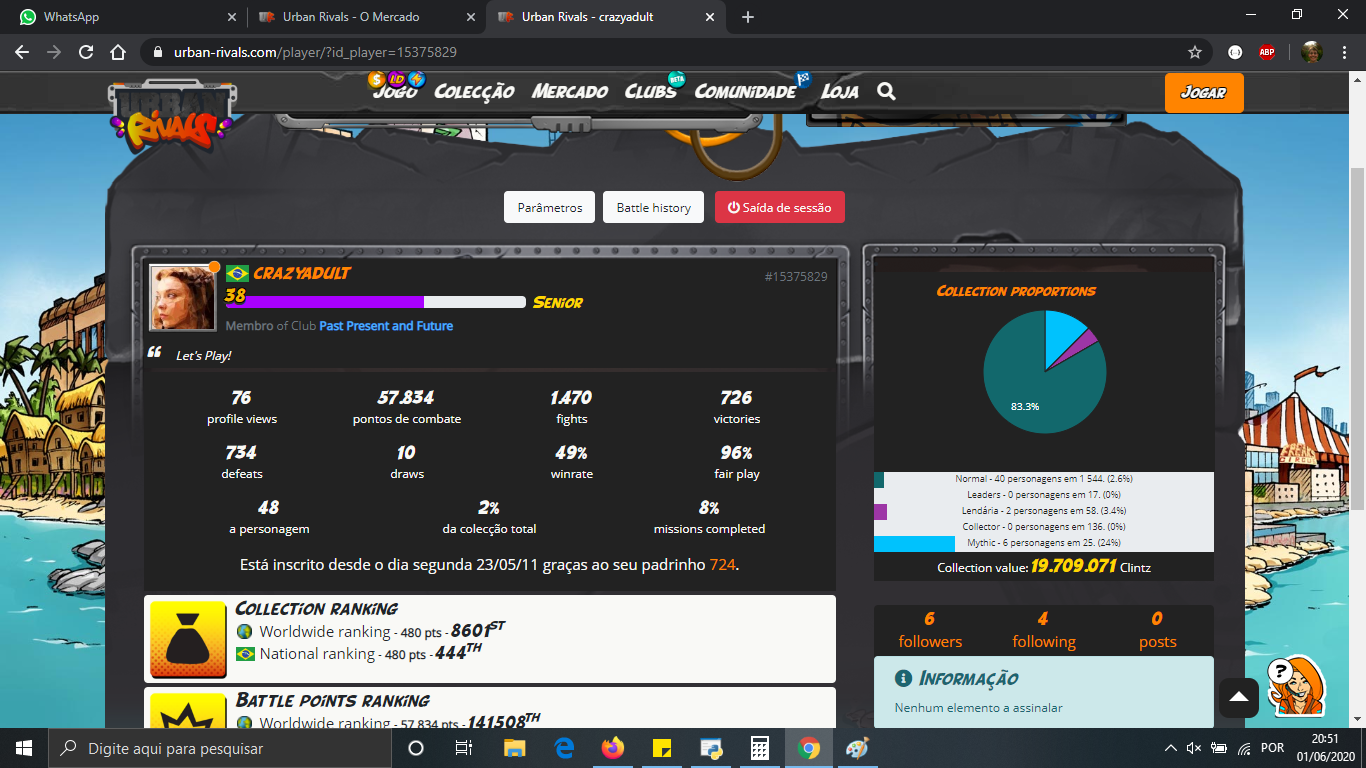 WhatsApp
Urban Rivals - O Mercado
Urban Rivals - crazyadult
urban-rivals.com/player/?id_player=15375829
ABP
URBAN
RIVALS
JOGO
COLECÇÃO
MERCADO
CLUBS
BETA
COMUNIDADE
LOJA
JOGAR
Parâmetros
Battle history
Saída de sessão
CRAZYADULT
#15375829
38
SENIOR
Membro of Club Past Present and Future
Let's Play!
76
57.834
1.470
726
profile views
pontos de combate
fights
victories
734
10
49%
96%
defeats
draws
winrate
fair play
48
2%
8%
a personagem
da colecção total
missions completed
Está inscrito desde o dia segunda 23/05/11 graças ao seu padrinho 724.
COLLECTION RANKING
Worldwide ranking - 480 pts - 8601ST
National ranking - 480 pts - 444TH
BATTLE POINTS RANKING
Worldwide ranking - 57.834 pts - 141508TH
COLLECTION PROPORTIONS
83.3%
Normal - 40 personagens em 1 544. (2.6%)
Leaders - 0 personagens em 17. (0%)
Lendária - 2 personagens em 58. (3.4%)
Collector - 0 personagens em 136. (0%)
Mythic - 6 personagens em 25. (24%)
Collection value: 19.709.071 Clintz
6
4
0
followers
following
posts
INFORMAÇÃO
Nenhum elemento a assinalar
?
Digite aqui para pesquisar
POR
20:51
01/06/2020